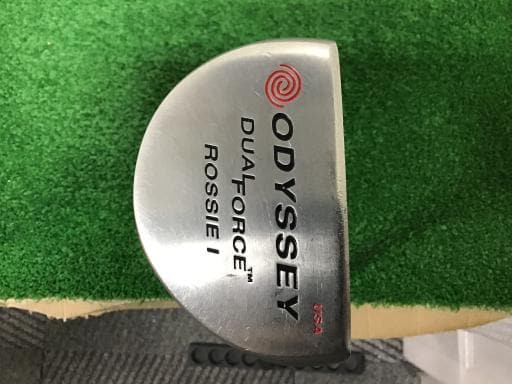 ODYSSEY
USA
DUAL FORCE™
ROSSIE I